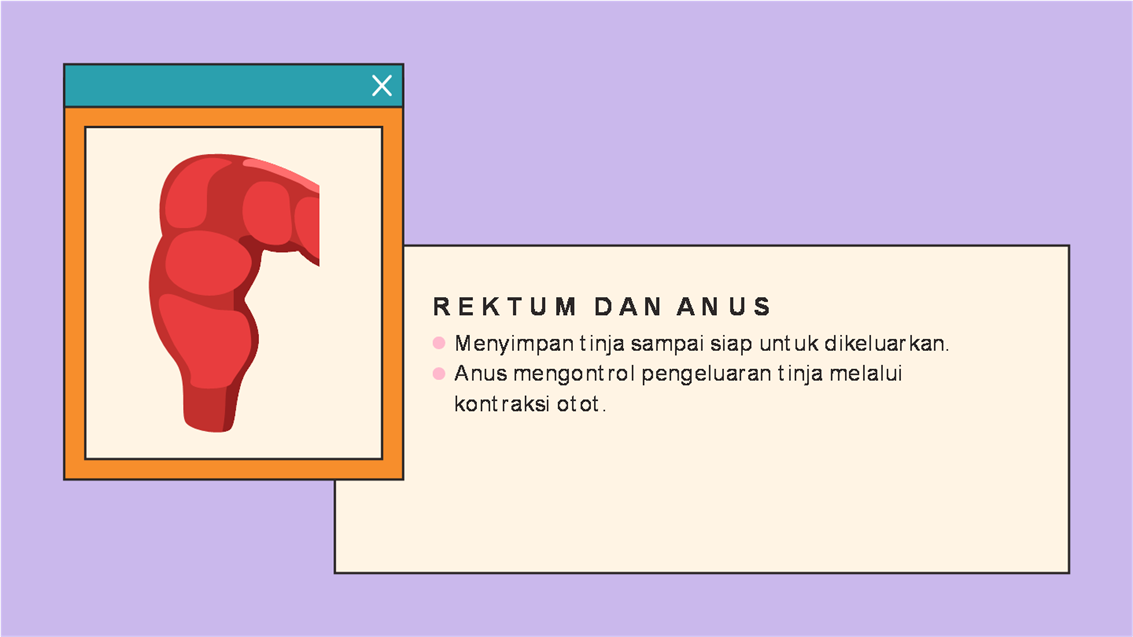 REKTUM DAN ANUS
Menyimpan tinja sampai siap untuk dikeluarkan.
Anus mengontrol pengeluaran tinja melalui
kontraksi otot.